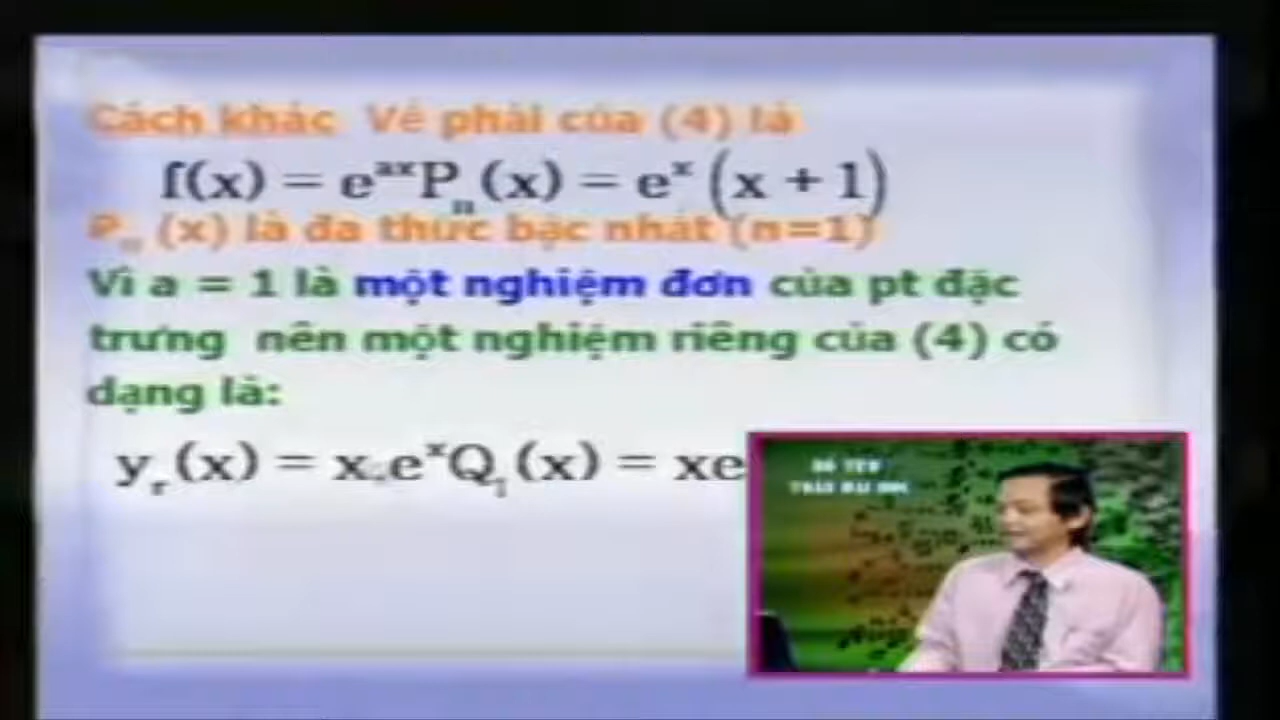 Cách khác Vế phải của (4) là
f(x) = e^{ax}P_n(x) = e^x (x + 1)
P_n (x) là đa thức bậc nhất (n=1)
Vì a = 1 là một nghiệm đơn của pt đặc
trưng nên một nghiệm riêng của (4) có
dạng là:
y_r(x) = x.e^xQ_1(x) = xe